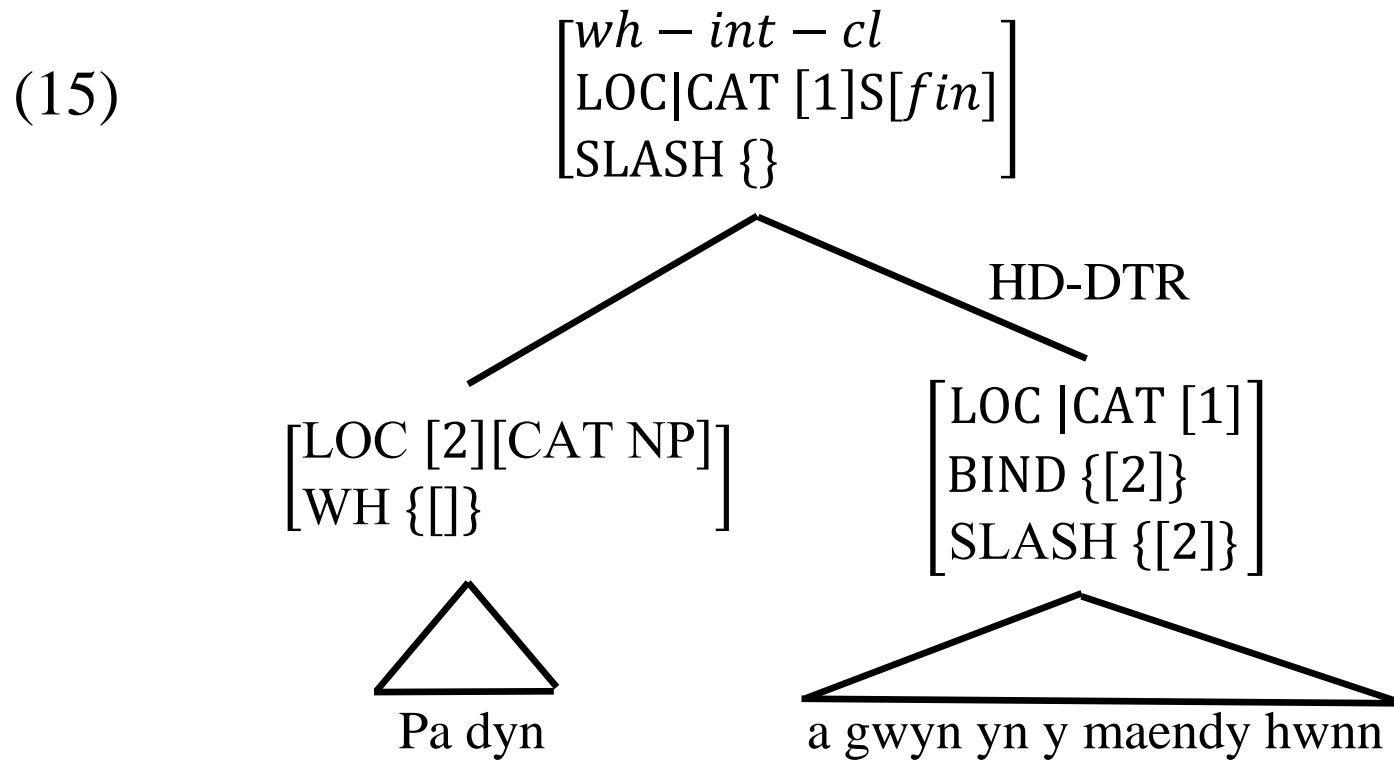 (15)
[wh − int − cl
LOC|CAT [1]S[fin]
SLASH {}]
HD-DTR
[LOC [2][CAT NP]
WH {[]}]
[LOC |CAT [1]
BIND {[2]}
SLASH {[2]}]
Pa dyn
a gwyn yn y maendy hwnn